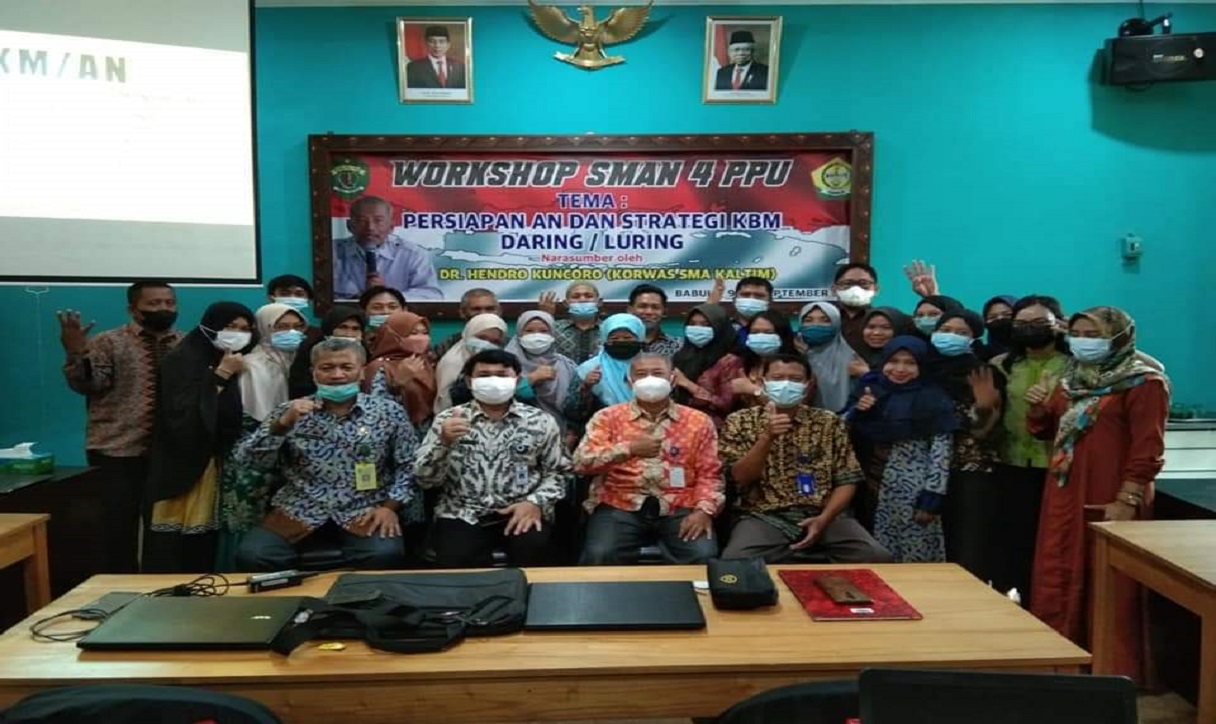 KM/AN
WORKSHOP SMAN 4 PPU
TEMA :
PERSIAPAN AN DAN STRATEGI KBM
DARING / LURING
Narasumber oleh
DR. HENDRO KUNCORO (KORWAS SMA KALTIM)